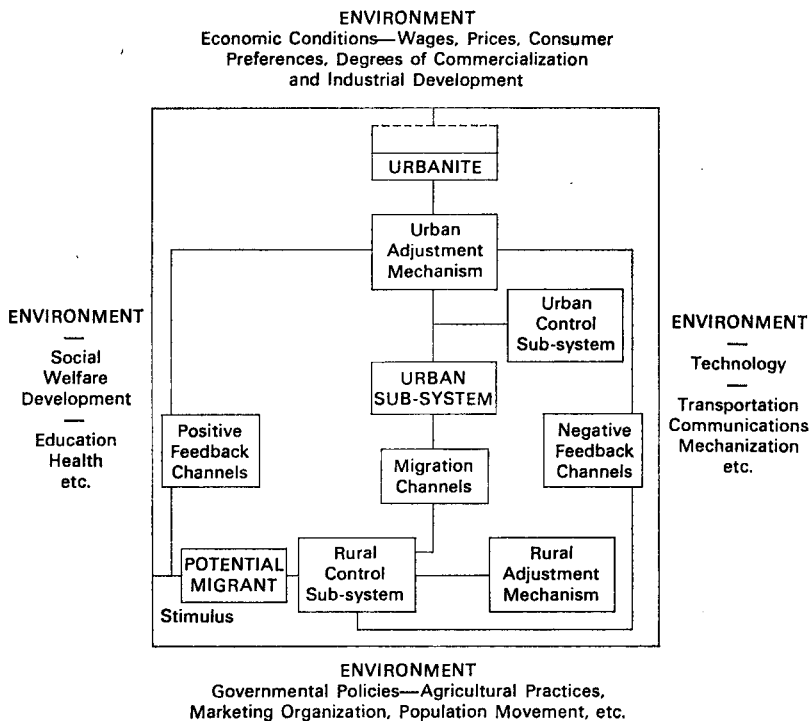 ENVIRONMENT
Economic Conditions—Wages, Prices, Consumer
Preferences, Degrees of Commercialization
and Industrial Development
URBANITE
Urban
Adjustment
Mechanism
Urban
Control
Sub-system
ENVIRONMENT
—
Social
Welfare
Development
—
Education
Health
etc.
ENVIRONMENT
—
Technology
—
Transportation
Communications
Mechanization
etc.
URBAN
SUB-SYSTEM
Positive
Feedback
Channels
Migration
Channels
Negative
Feedback
Channels
POTENTIAL
MIGRANT
Stimulus
Rural
Control
Sub-system
Rural
Adjustment
Mechanism
ENVIRONMENT
Governmental Policies—Agricultural Practices,
Marketing Organization, Population Movement, etc.